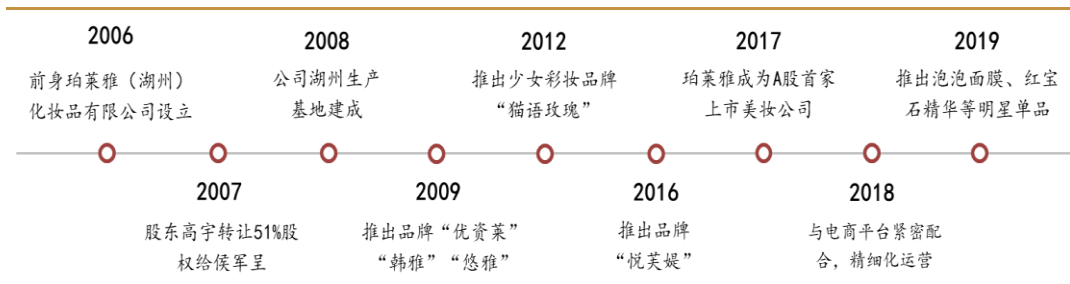 2006
前身珀莱雅（湖州）
化妆品有限公司设立
2007
股东高宇转让51%股
权给侯军呈
2008
公司湖州生产
基地建成
2009
推出品牌“优资莱”
“韩雅”“悠雅”
2012
推出少女彩妆品牌
“猫语玫瑰”
2016
推出品牌
“悦芙媞”
2017
珀莱雅成为A股首家
上市美妆公司
2018
与电商平台紧密配
合，精细化运营
2019
推出泡泡面膜、红宝
石精华等明星单品